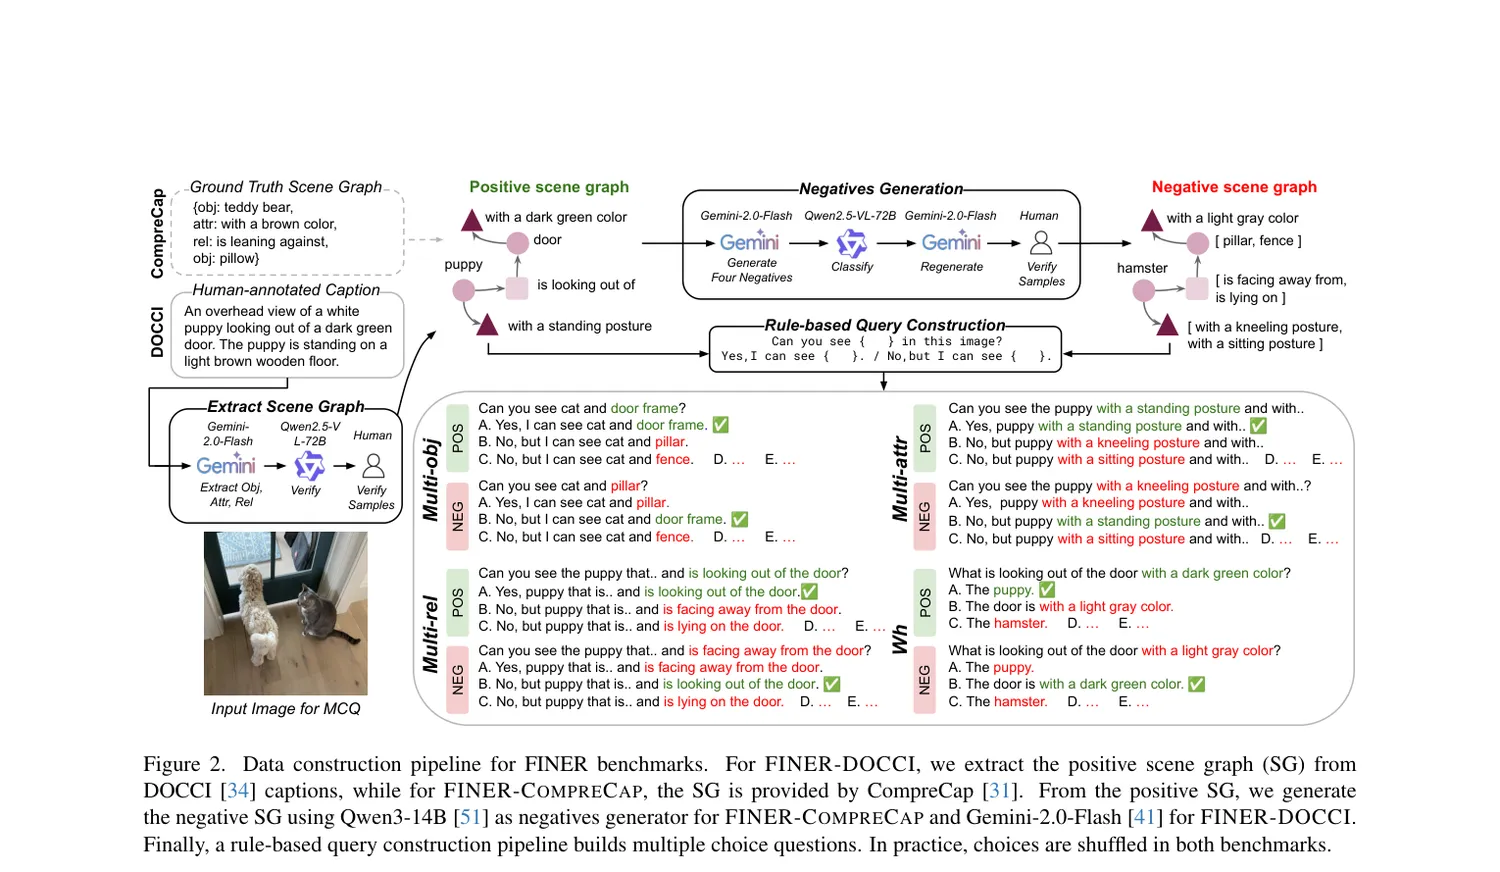 CompreCap
Ground Truth Scene Graph
{obj: teddy bear,
attr: with a brown color,
rel: is leaning against,
obj: pillow}
DOCCI
Human-annotated Caption
An overhead view of a white
puppy looking out of a dark green
door. The puppy is standing on a
light brown wooden floor.
Extract Scene Graph
Gemini-
2.0-Flash
Qwen2.5-V
L-72B
Human
Gemini
Extract Obj,
Attr, Rel
Verify
Verify
Samples
Input Image for MCQ
Positive scene graph
with a dark green color
door
puppy
is looking out of
with a standing posture
Negatives Generation
Gemini-2.0-Flash Qwen2.5-VL-72B Gemini-2.0-Flash Human
Gemini
Gemini
Generate
Four Negatives
Classify
Regenerate
Verify
Samples
Negative scene graph
with a light gray color
[ pillar, fence ]
hamster
[ is facing away from,
is lying on ]
[ with a kneeling posture,
with a sitting posture ]
Rule-based Query Construction
Can you see { } in this image?
Yes,I can see { }. / No,but I can see { }.
Multi-obj
POS
Can you see cat and door frame?
A. Yes, I can see cat and door frame. ✅
B. No, but I can see cat and pillar.
C. No, but I can see cat and fence. D. ... E. ...
NEG
Can you see cat and pillar?
A. Yes, I can see cat and pillar.
B. No, but I can see cat and door frame. ✅
C. No, but I can see cat and fence. D. ... E. ...
Multi-attr
POS
Can you see the puppy with a standing posture and with..
A. Yes, puppy with a standing posture and with.. ✅
B. No, but puppy with a kneeling posture and with..
C. No, but puppy with a sitting posture and with.. D. ... E. ...
NEG
Can you see the puppy with a kneeling posture and with..?
A. Yes, puppy with a kneeling posture and with..
B. No, but puppy with a standing posture and with.. ✅
C. No, but puppy with a sitting posture and with.. D. ... E. ...
Multi-rel
POS
Can you see the puppy that.. and is looking out of the door?
A. Yes, puppy that is.. and is looking out of the door.✅
B. No, but puppy that is.. and is facing away from the door.
C. No, but puppy that is.. and is lying on the door. D. ... E. ...
NEG
Can you see the puppy that.. and is facing away from the door?
A. Yes, puppy that is.. and is facing away from the door.
B. No, but puppy that is.. and is looking out of the door. ✅
C. No, but puppy that is.. and is lying on the door. D. ... E. ...
Wh
POS
What is looking out of the door with a dark green color?
A. The puppy. ✅
B. The door is with a light gray color.
C. The hamster. D. ... E. ...
NEG
What is looking out of the door with a light gray color?
A. The puppy.
B. The door is with a dark green color. ✅
C. The hamster. D. ... E. ...
Figure 2. Data construction pipeline for FINER benchmarks. For FINER-DOCCI, we extract the positive scene graph (SG) from
DOCCI [34] captions, while for FINER-COMPRECAP, the SG is provided by CompreCap [31]. From the positive SG, we generate
the negative SG using Qwen3-14B [51] as negatives generator for FINER-COMPRECAP and Gemini-2.0-Flash [41] for FINER-DOCCI.
Finally, a rule-based query construction pipeline builds multiple choice questions. In practice, choices are shuffled in both benchmarks.